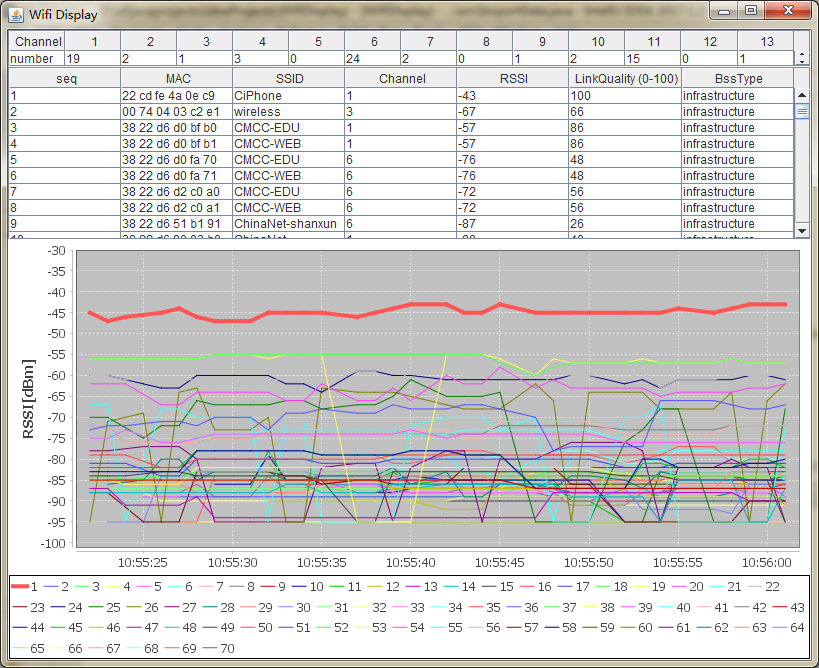 Wifi Display
Channel 1 2 3 4 5 6 7 8 9 10 11 12 13
number 19 2 1 3 0 24 2 0 1 2 15 0 1
seq MAC SSID Channel RSSI LinkQuality (0-100) BssType
1 22 cd fe 4a 0e c9 CiPhone 1 -43 100 infrastructure
2 00 74 04 03 c2 e1 wireless 3 -67 66 infrastructure
3 38 22 d6 d0 bf b0 CMCC-EDU 1 -57 86 infrastructure
4 38 22 d6 d0 bf b1 CMCC-WEB 1 -57 86 infrastructure
5 38 22 d6 d0 fa 70 CMCC-EDU 6 -76 48 infrastructure
6 38 22 d6 d0 fa 71 CMCC-WEB 6 -76 48 infrastructure
7 38 22 d6 d2 c0 a0 CMCC-EDU 6 -72 56 infrastructure
8 38 22 d6 d2 c0 a1 CMCC-WEB 6 -72 56 infrastructure
9 38 22 d6 51 b1 91 ChinaNet-shanxun 6 -87 26 infrastructure
RSSI[dBm]
-30
-35
-40
-45
-50
-55
-60
-65
-70
-75
-80
-85
-90
-95
-100
10:55:25 10:55:30 10:55:35 10:55:40 10:55:45 10:55:50 10:55:55 10:56:00
1 2 3 4 5 6 7 8 9 10 11 12 13 14 15 16 17 18 19 20 21 22
23 24 25 26 27 28 29 30 31 32 33 34 35 36 37 38 39 40 41 42 43
44 45 46 47 48 49 50 51 52 53 54 55 56 57 58 59 60 61 62 63 64
65 66 67 68 69 70